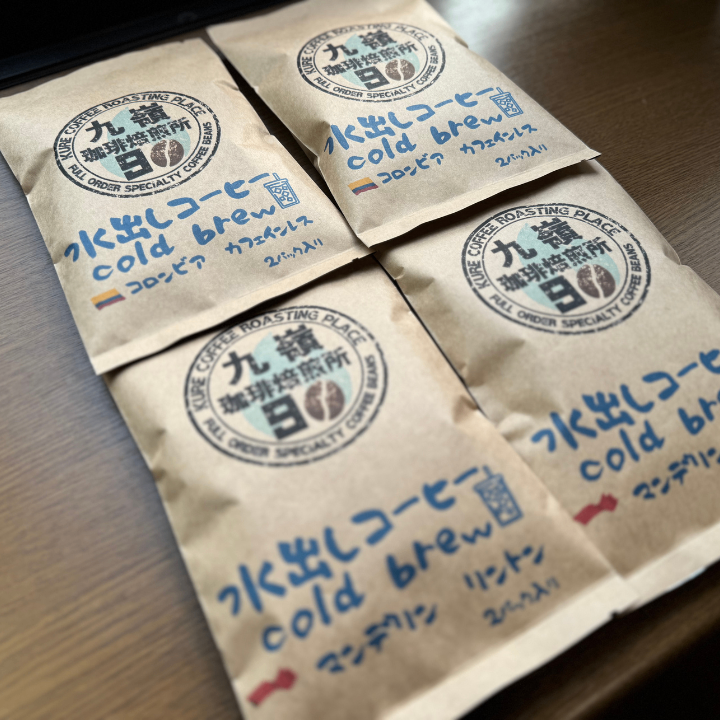 KURE COFFEE ROASTING PLACE
九嶺
珈琲焙煎所
90
FULL ORDER SPECIALTY COFFEE BEANS
水出しコーヒー
cold brew
コロンビア カフェインレス
2パック入り
KURE COFFEE ROASTING PLACE
九嶺
珈琲焙煎所
90
FULL ORDER SPECIALTY COFFEE BEANS
水出しコーヒー
cold brew
コロンビア カフェインレス
2パック入り
KURE COFFEE ROASTING PLACE
九嶺
珈琲焙煎所
90
FULL ORDER SPECIALTY COFFEE BEANS
水出しコーヒー
cold brew
マンデリン リントン
2パック入り
KURE COFFEE ROASTING PLACE
九嶺
珈琲焙煎所
90
FULL ORDER SPECIALTY COFFEE BEANS
水出しコーヒ
cold bre
マンデリン